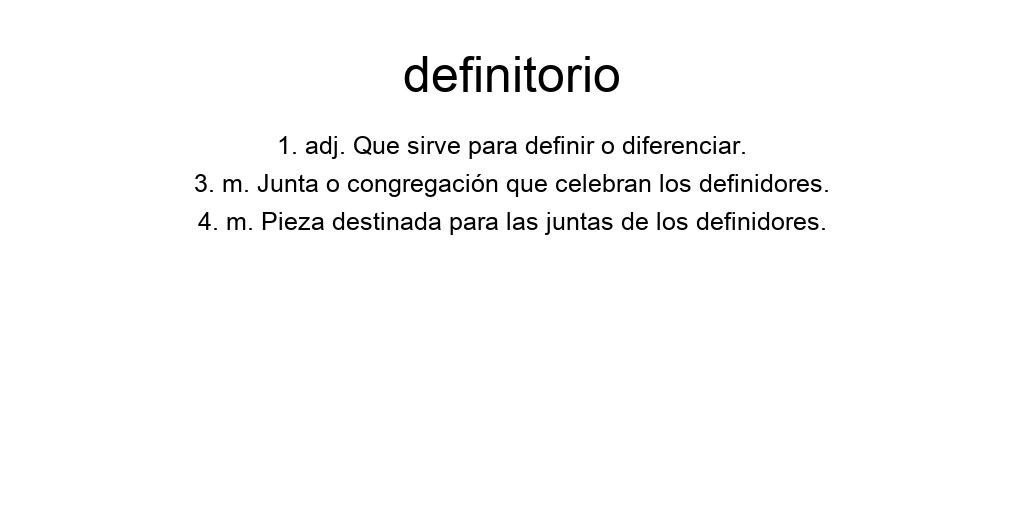 definitorio
1. adj. Que sirve para definir o diferenciar.
3. m. Junta o congregación que celebran los definidores.
4. m. Pieza destinada para las juntas de los definidores.